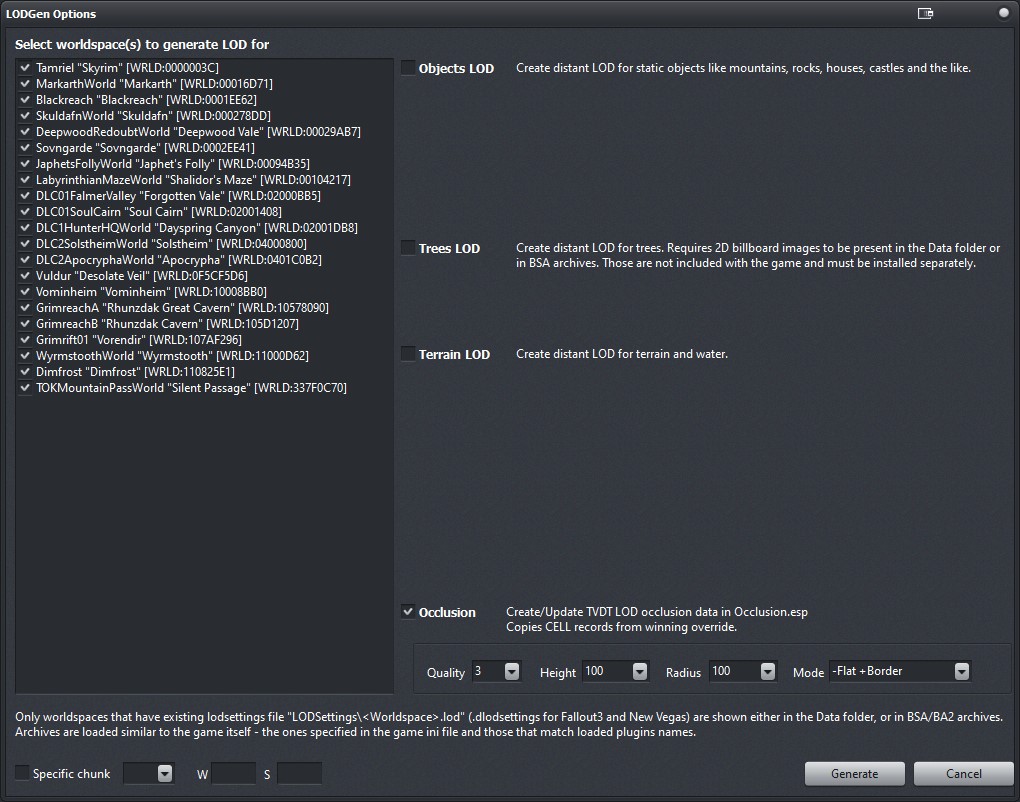 LODGen Options
Select worldspace(s) to generate LOD for
Tamriel "Skyrim" [WRLD:0000003C]
MarkarthWorld "Markarth" [WRLD:00016D71]
Blackreach "Blackreach" [WRLD:0001EE62]
SkuldafnWorld "Skuldafn" [WRLD:000278DD]
DeepwoodRedoubtWorld "Deepwood Vale" [WRLD:00029AB7]
Sovngarde "Sovngarde" [WRLD:0002EE41]
JaphetsFollyWorld "Japhet's Folly" [WRLD:00094B35]
LabyrinthianMazeWorld "Shalidor's Maze" [WRLD:00104217]
DLC01FalmerValley "Forgotten Vale" [WRLD:02000BB5]
DLC01SoulCairn "Soul Cairn" [WRLD:02001408]
DLC1HunterHQWorld "Dayspring Canyon" [WRLD:02001DB8]
DLC2SolstheimWorld "Solstheim" [WRLD:04000800]
DLC2ApocryphaWorld "Apocrypha" [WRLD:0401C0B2]
Vuldur "Desolate Veil" [WRLD:0F5CF5D6]
Vominheim "Vominheim" [WRLD:10008BB0]
GrimreachA "Rhunzdak Great Cavern" [WRLD:10578090]
GrimreachB "Rhunzdak Cavern" [WRLD:105D1207]
Grimrift01 "Vorendir" [WRLD:107AF296]
WyrmstoothWorld "Wyrmstooth" [WRLD:11000D62]
Dimfrost "Dimfrost" [WRLD:110825E1]
TOKMountainPassWorld "Silent Passage" [WRLD:337F0C70]
Objects LOD Create distant LOD for static objects like mountains, rocks, houses, castles and the like.
Trees LOD Create distant LOD for trees. Requires 2D billboard images to be present in the Data folder or
in BSA archives. Those are not included with the game and must be installed separately.
Terrain LOD Create distant LOD for terrain and water.
Occlusion Create/Update TVDT LOD occlusion data in Occlusion.esp
Copies CELL records from winning override.
Quality 3 Height 100 Radius 100 Mode -Flat +Border
Only worldspaces that have existing lodsettings file "LODSettings\<Worldspace>.lod" (.dlodsettings for Fallout3 and New Vegas) are shown either in the Data folder, or in BSA/BA2 archives.
Archives are loaded similar to the game itself - the ones specified in the game ini file and those that match loaded plugins names.
Specific chunk W S Generate Cancel